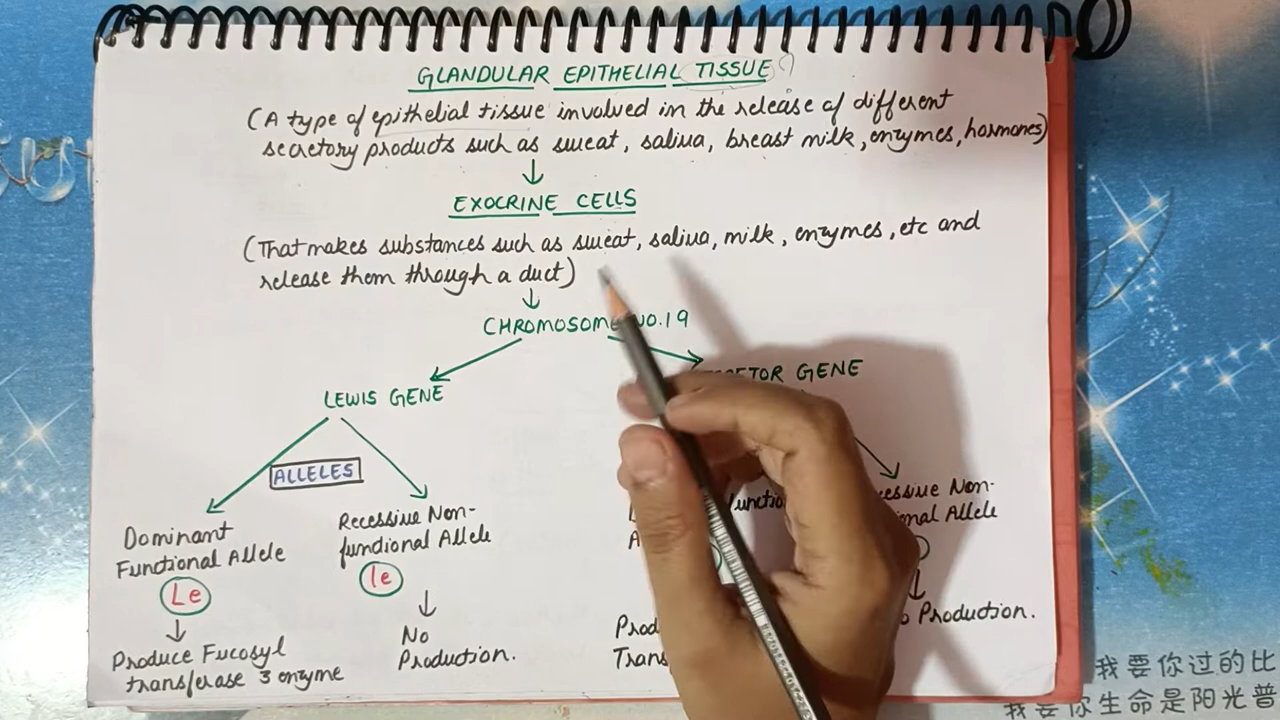 GLANDULAR EPITHELIAL TISSUE
(A type of epithelial tissue involved in the release of different
secretory products such as sweat, saliva, breast milk, enzymes, hormones)
EXOCRINE CELLS
(That makes substances such as sweat, saliva, milk, enzymes, etc and
release them through a duct)
CHROMOSOME NO.19
LEWIS GENE
GENE
ALLELES
Dominant
Functional Allele
Le
Produce Fucosyl
transferase 3 enzyme
Recessive Non-
functional Allele
le
No
Production.
Non-
Allele
Production.
我要你过的比
我要你生命是阳光普